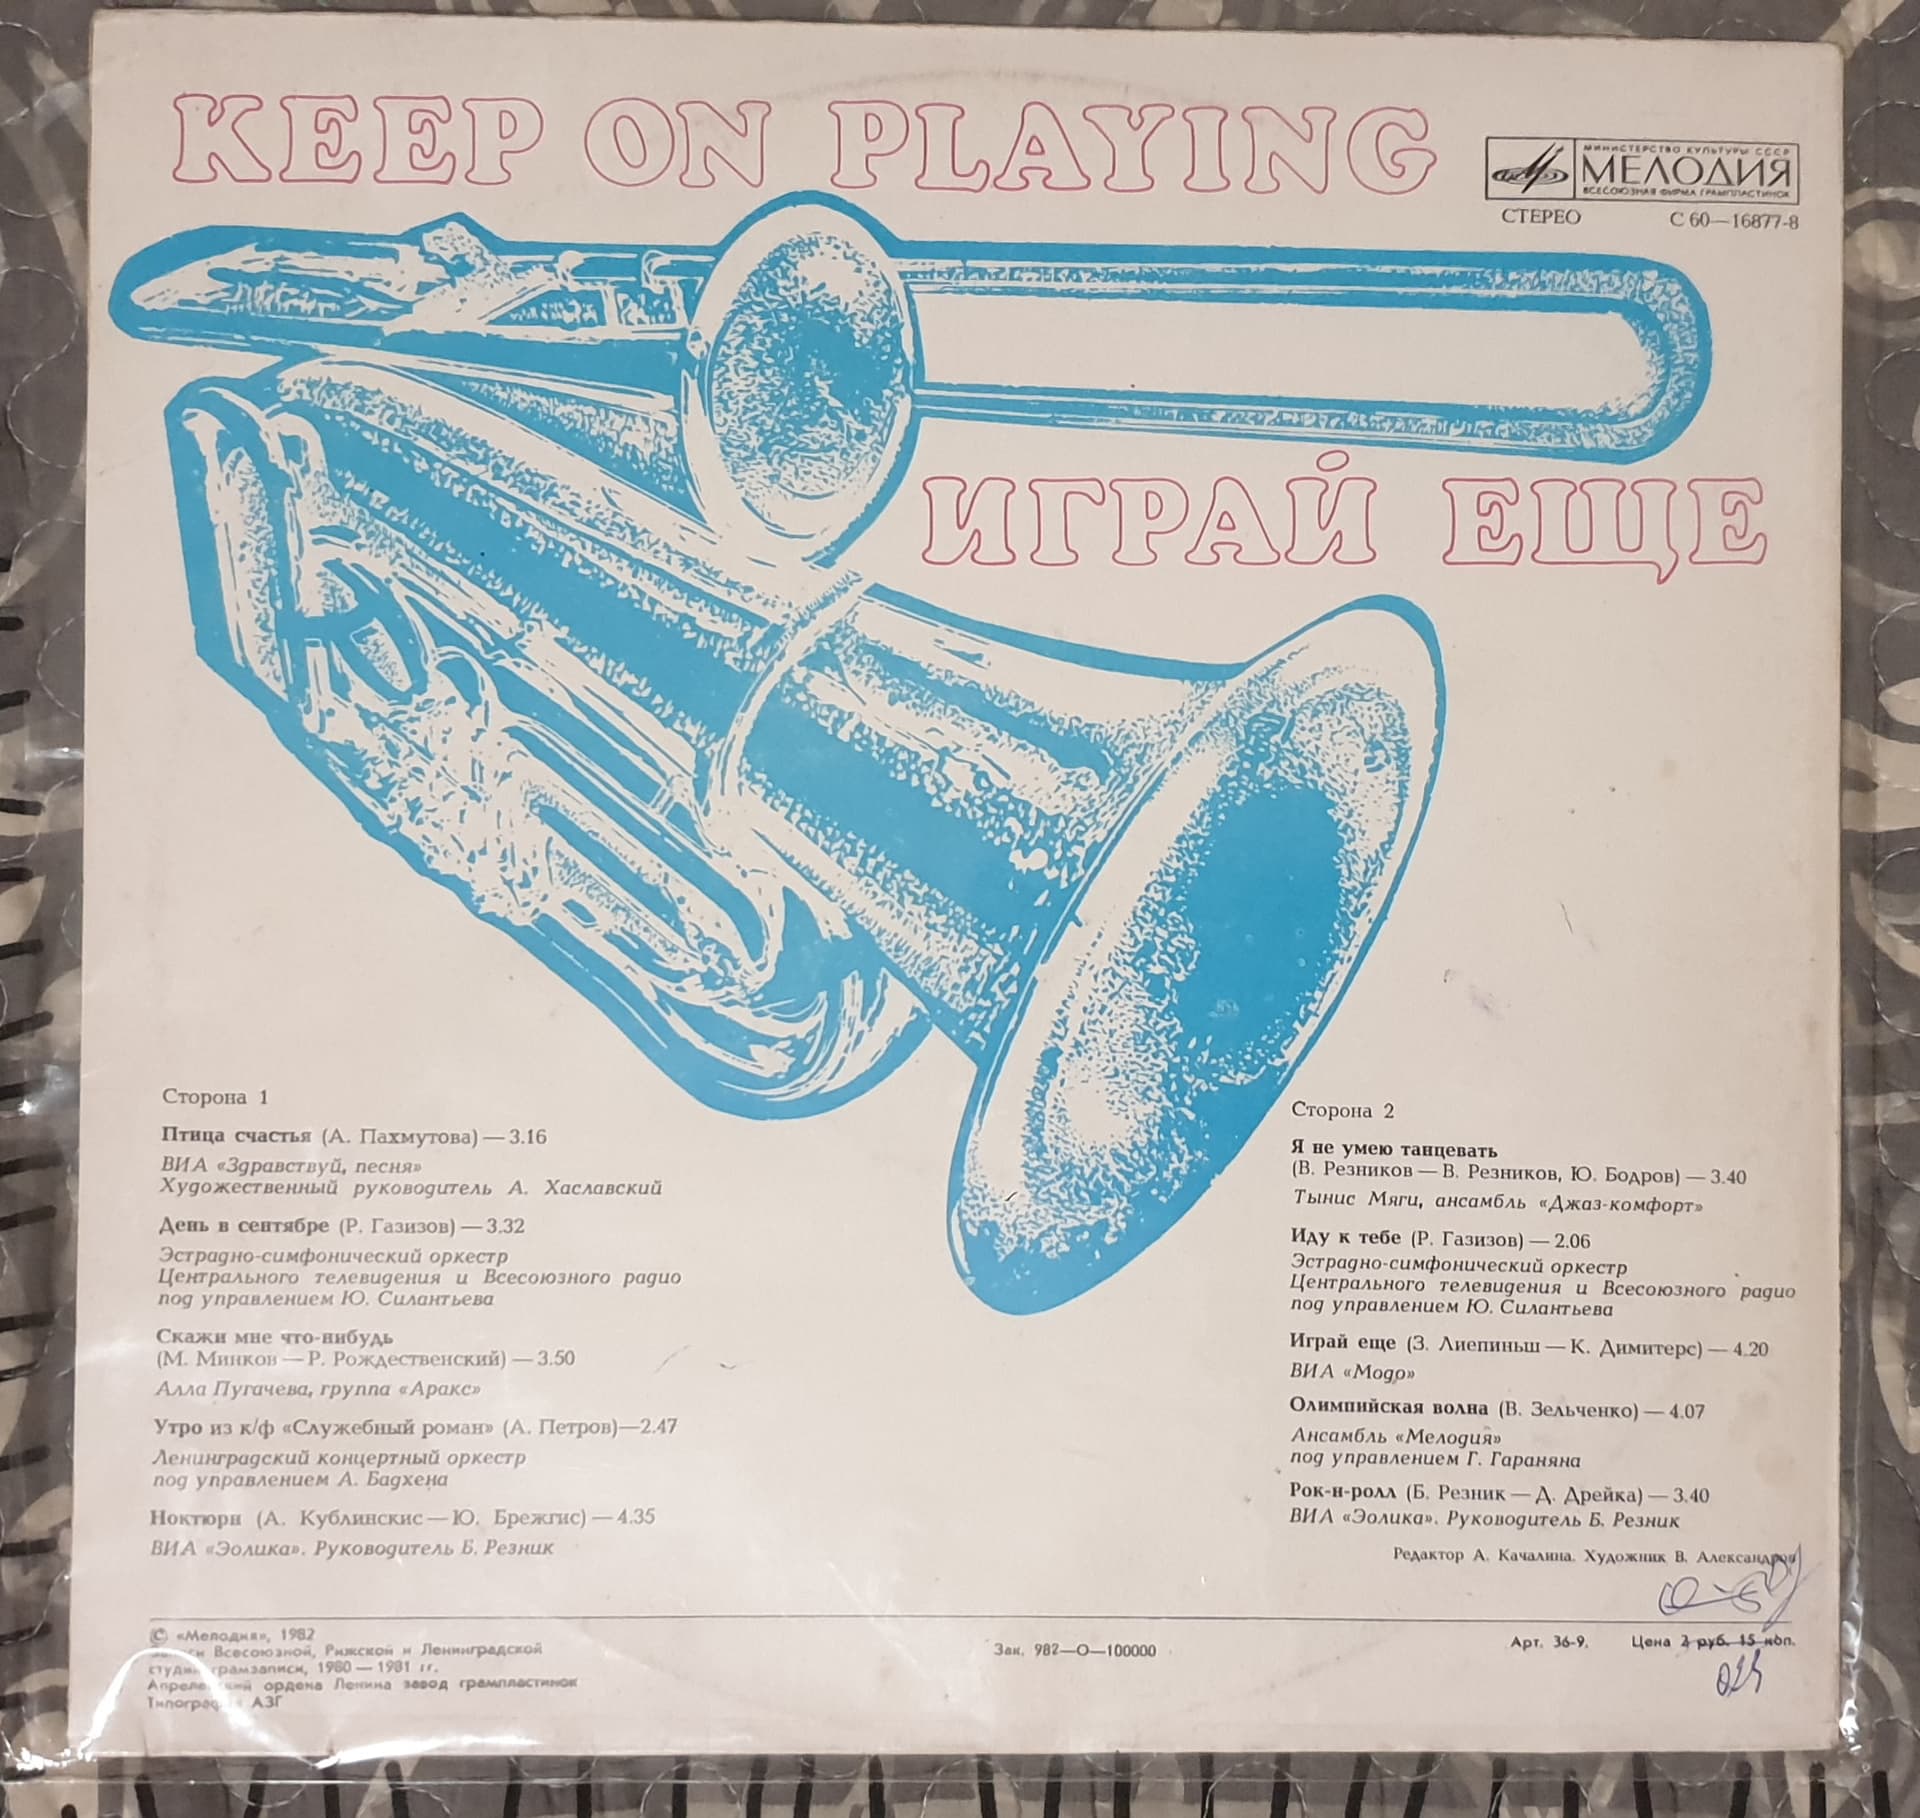 KEEP ON PLAYING
МИНИСТЕРСТВО КУЛЬТУРЫ СССР
МЕЛОДИЯ
ВСЕСОЮЗНАЯ ФИРМА ГРАМПЛАСТИНОК
СТЕРЕО С 60—16877-8
ИГРАЙ ЕЩЕ
Сторона 1
Птица счастья (А. Пахмутова) — 3.16
ВИА «Здравствуй, песня»
Художественный руководитель А. Хаславский
День в сентябре (Р. Газизов) — 3.32
Эстрадно-симфонический оркестр
Центрального телевидения и Всесоюзного радио
под управлением Ю. Силантьева
Скажи мне что-нибудь
(М. Минков — Р. Рождественский) — 3.50
Алла Пугачева, группа «Аракс»
Утро из к/ф «Служебный роман» (А. Петров)—2.47
Ленинградский концертный оркестр
под управлением А. Бадхена
Ноктюрн (А. Кублинскис — Ю. Брежгис) — 4.35
ВИА «Эолика». Руководитель Б. Резник
Сторона 2
Я не умею танцевать
(В. Резников — В. Резников, Ю. Бодров) — 3.40
Тынис Мяги, ансамбль «Джаз-комфорт»
Иду к тебе (Р. Газизов) — 2.06
Эстрадно-симфонический оркестр
Центрального телевидения и Всесоюзного радио
под управлением Ю. Силантьева
Играй еще (З. Лиепиньш — К. Димитерс) — 4.20
ВИА «Модо»
Олимпийская волна (В. Зельченко) — 4.07
Ансамбль «Мелодия»
под управлением Г. Гараняна
Рок-н-ролл (Б. Резник — Д. Дрейка) — 3.40
ВИА «Эолика». Руководитель Б. Резник
Редактор А. Качалина. Художник В. Александров
© «Мелодия», 1982
Всесоюзной, Рижской и Ленинградской
грамзаписи, 1980 — 1981 гг.
ордена Ленина завод грампластинок
АЗГ
Зак. 982—О—100000
Арт. 36-9. Цена 2 руб. 15 коп.